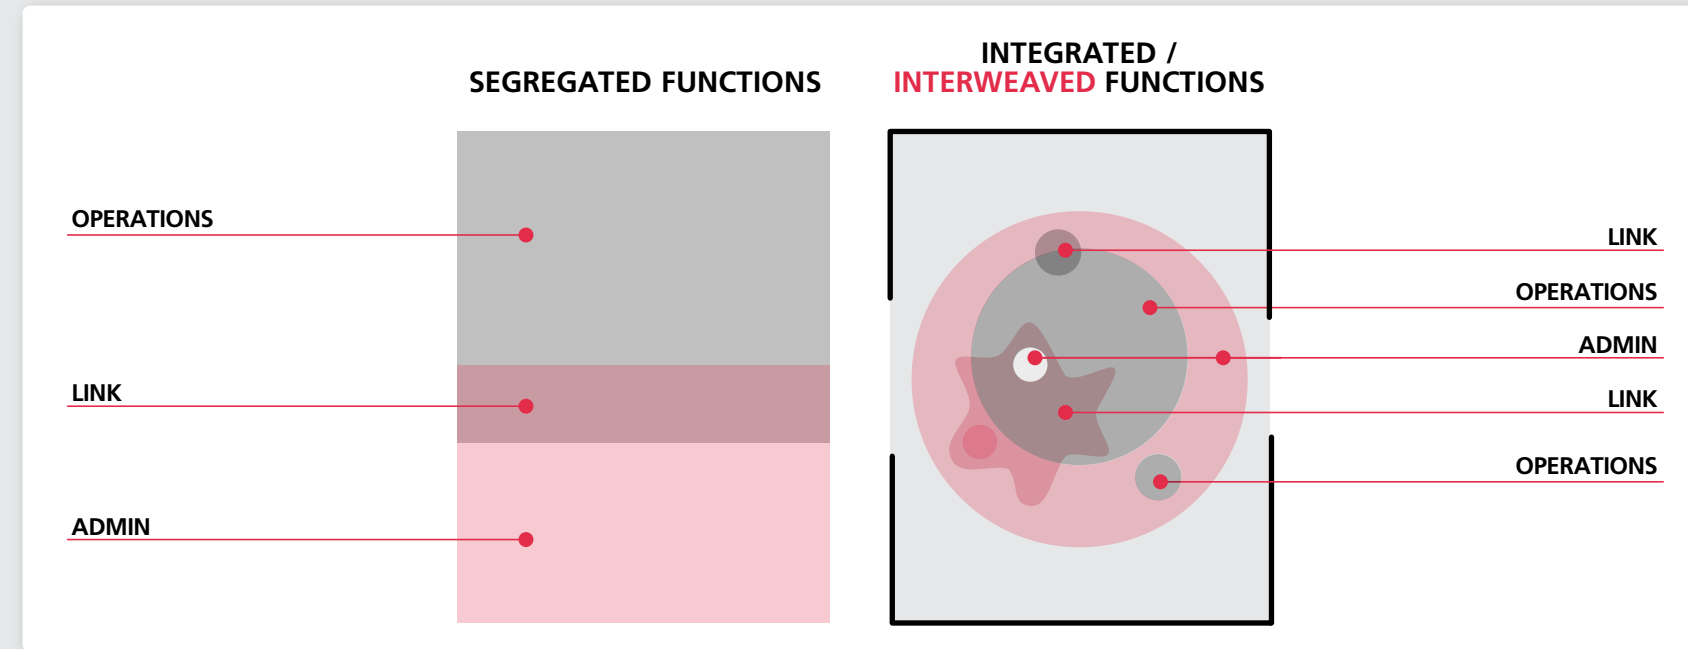 SEGREGATED FUNCTIONS
INTEGRATED /
INTERWEAVED FUNCTIONS
OPERATIONS
LINK
ADMIN
LINK
OPERATIONS
ADMIN
LINK
OPERATIONS